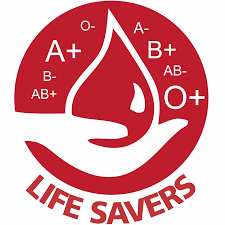 O- A-
A+ B+
B- AB-
AB+ O+
LIFE SAVERS